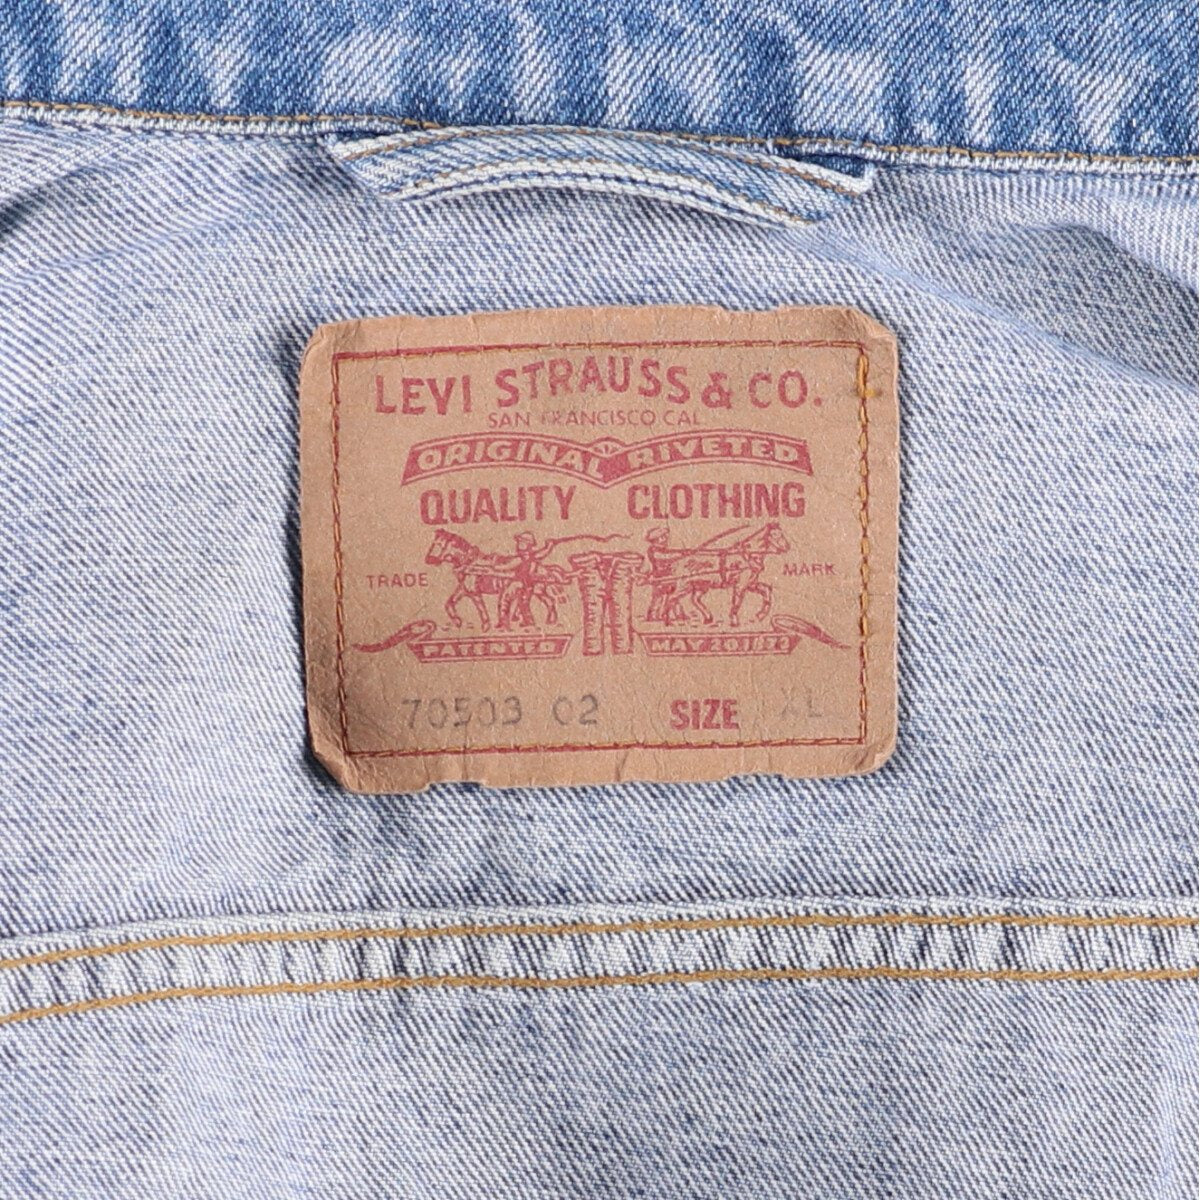 LEVI STRAUSS & CO.
SAN FRANCISCO CAL
ORIGINAL RIVETED
QUALITY CLOTHING
TRADE MARK
PATENTED MAY 20 1873
70503 02 SIZE XL